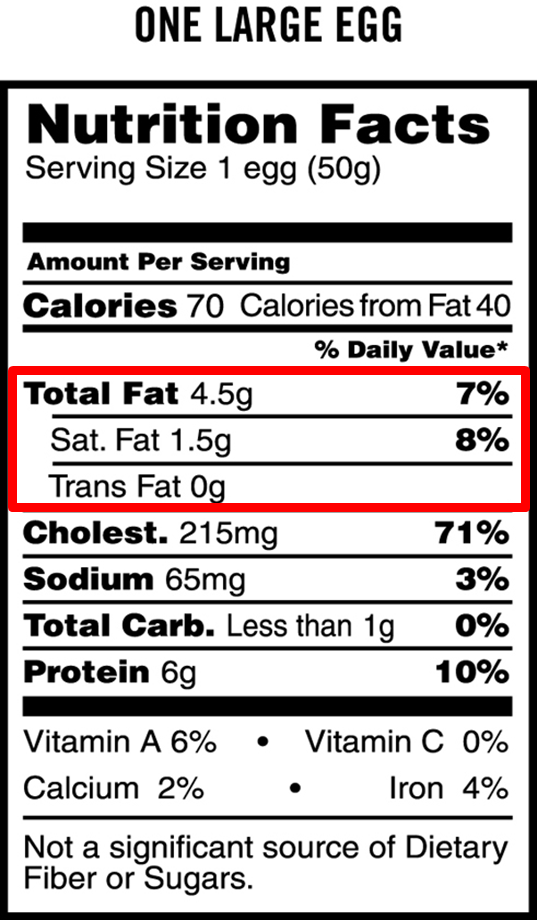 ONE LARGE EGG
Nutrition Facts
Serving Size 1 egg (50g)
Amount Per Serving
Calories 70 Calories from Fat 40
% Daily Value*
Total Fat 4.5g 7%
Sat. Fat 1.5g 8%
Trans Fat 0g
Cholest. 215mg 71%
Sodium 65mg 3%
Total Carb. Less than 1g 0%
Protein 6g 10%
Vitamin A 6% • Vitamin C 0%
Calcium 2% • Iron 4%
Not a significant source of Dietary
Fiber or Sugars.